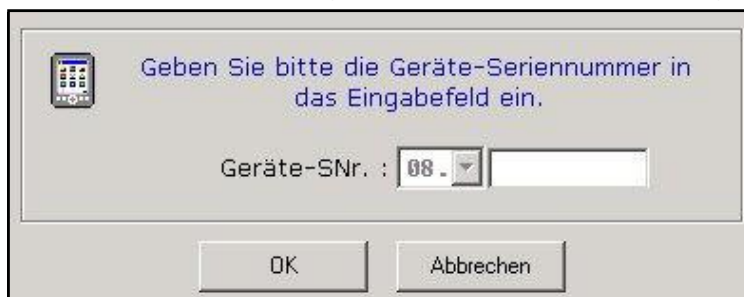 Geben Sie bitte die Geräte-Seriennummer in
das Eingabefeld ein.
Geräte-SNr. : 08.
OK Abbrechen